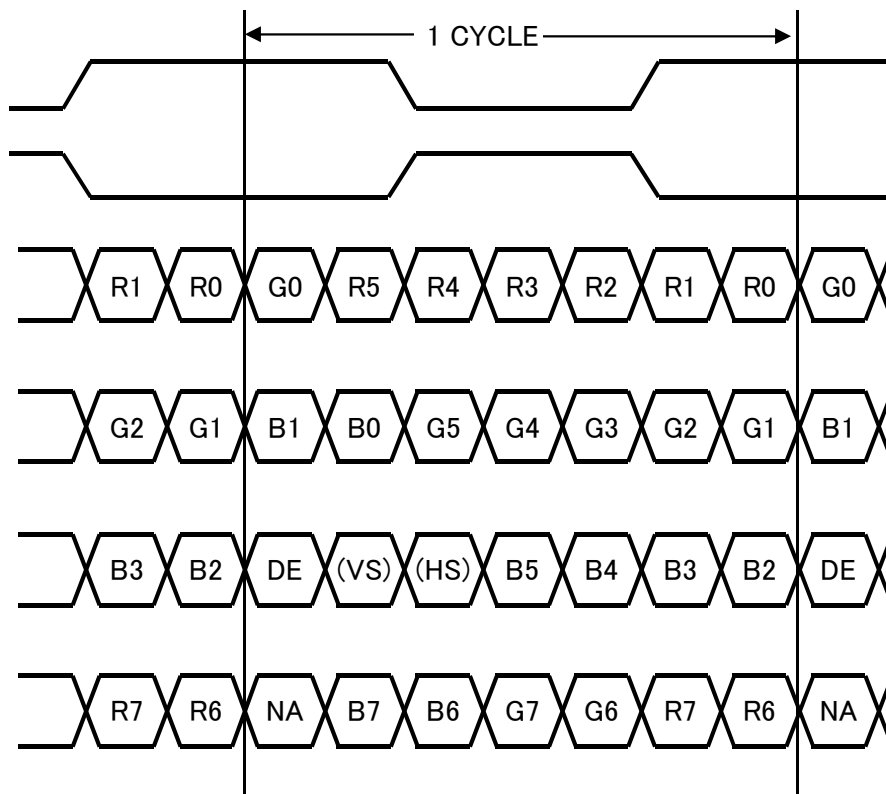 1 CYCLE
R1 R0 G0 R5 R4 R3 R2 R1 R0 G0
G2 G1 B1 B0 G5 G4 G3 G2 G1 B1
B3 B2 DE (VS) (HS) B5 B4 B3 B2 DE
R7 R6 NA B7 B6 G7 G6 R7 R6 NA